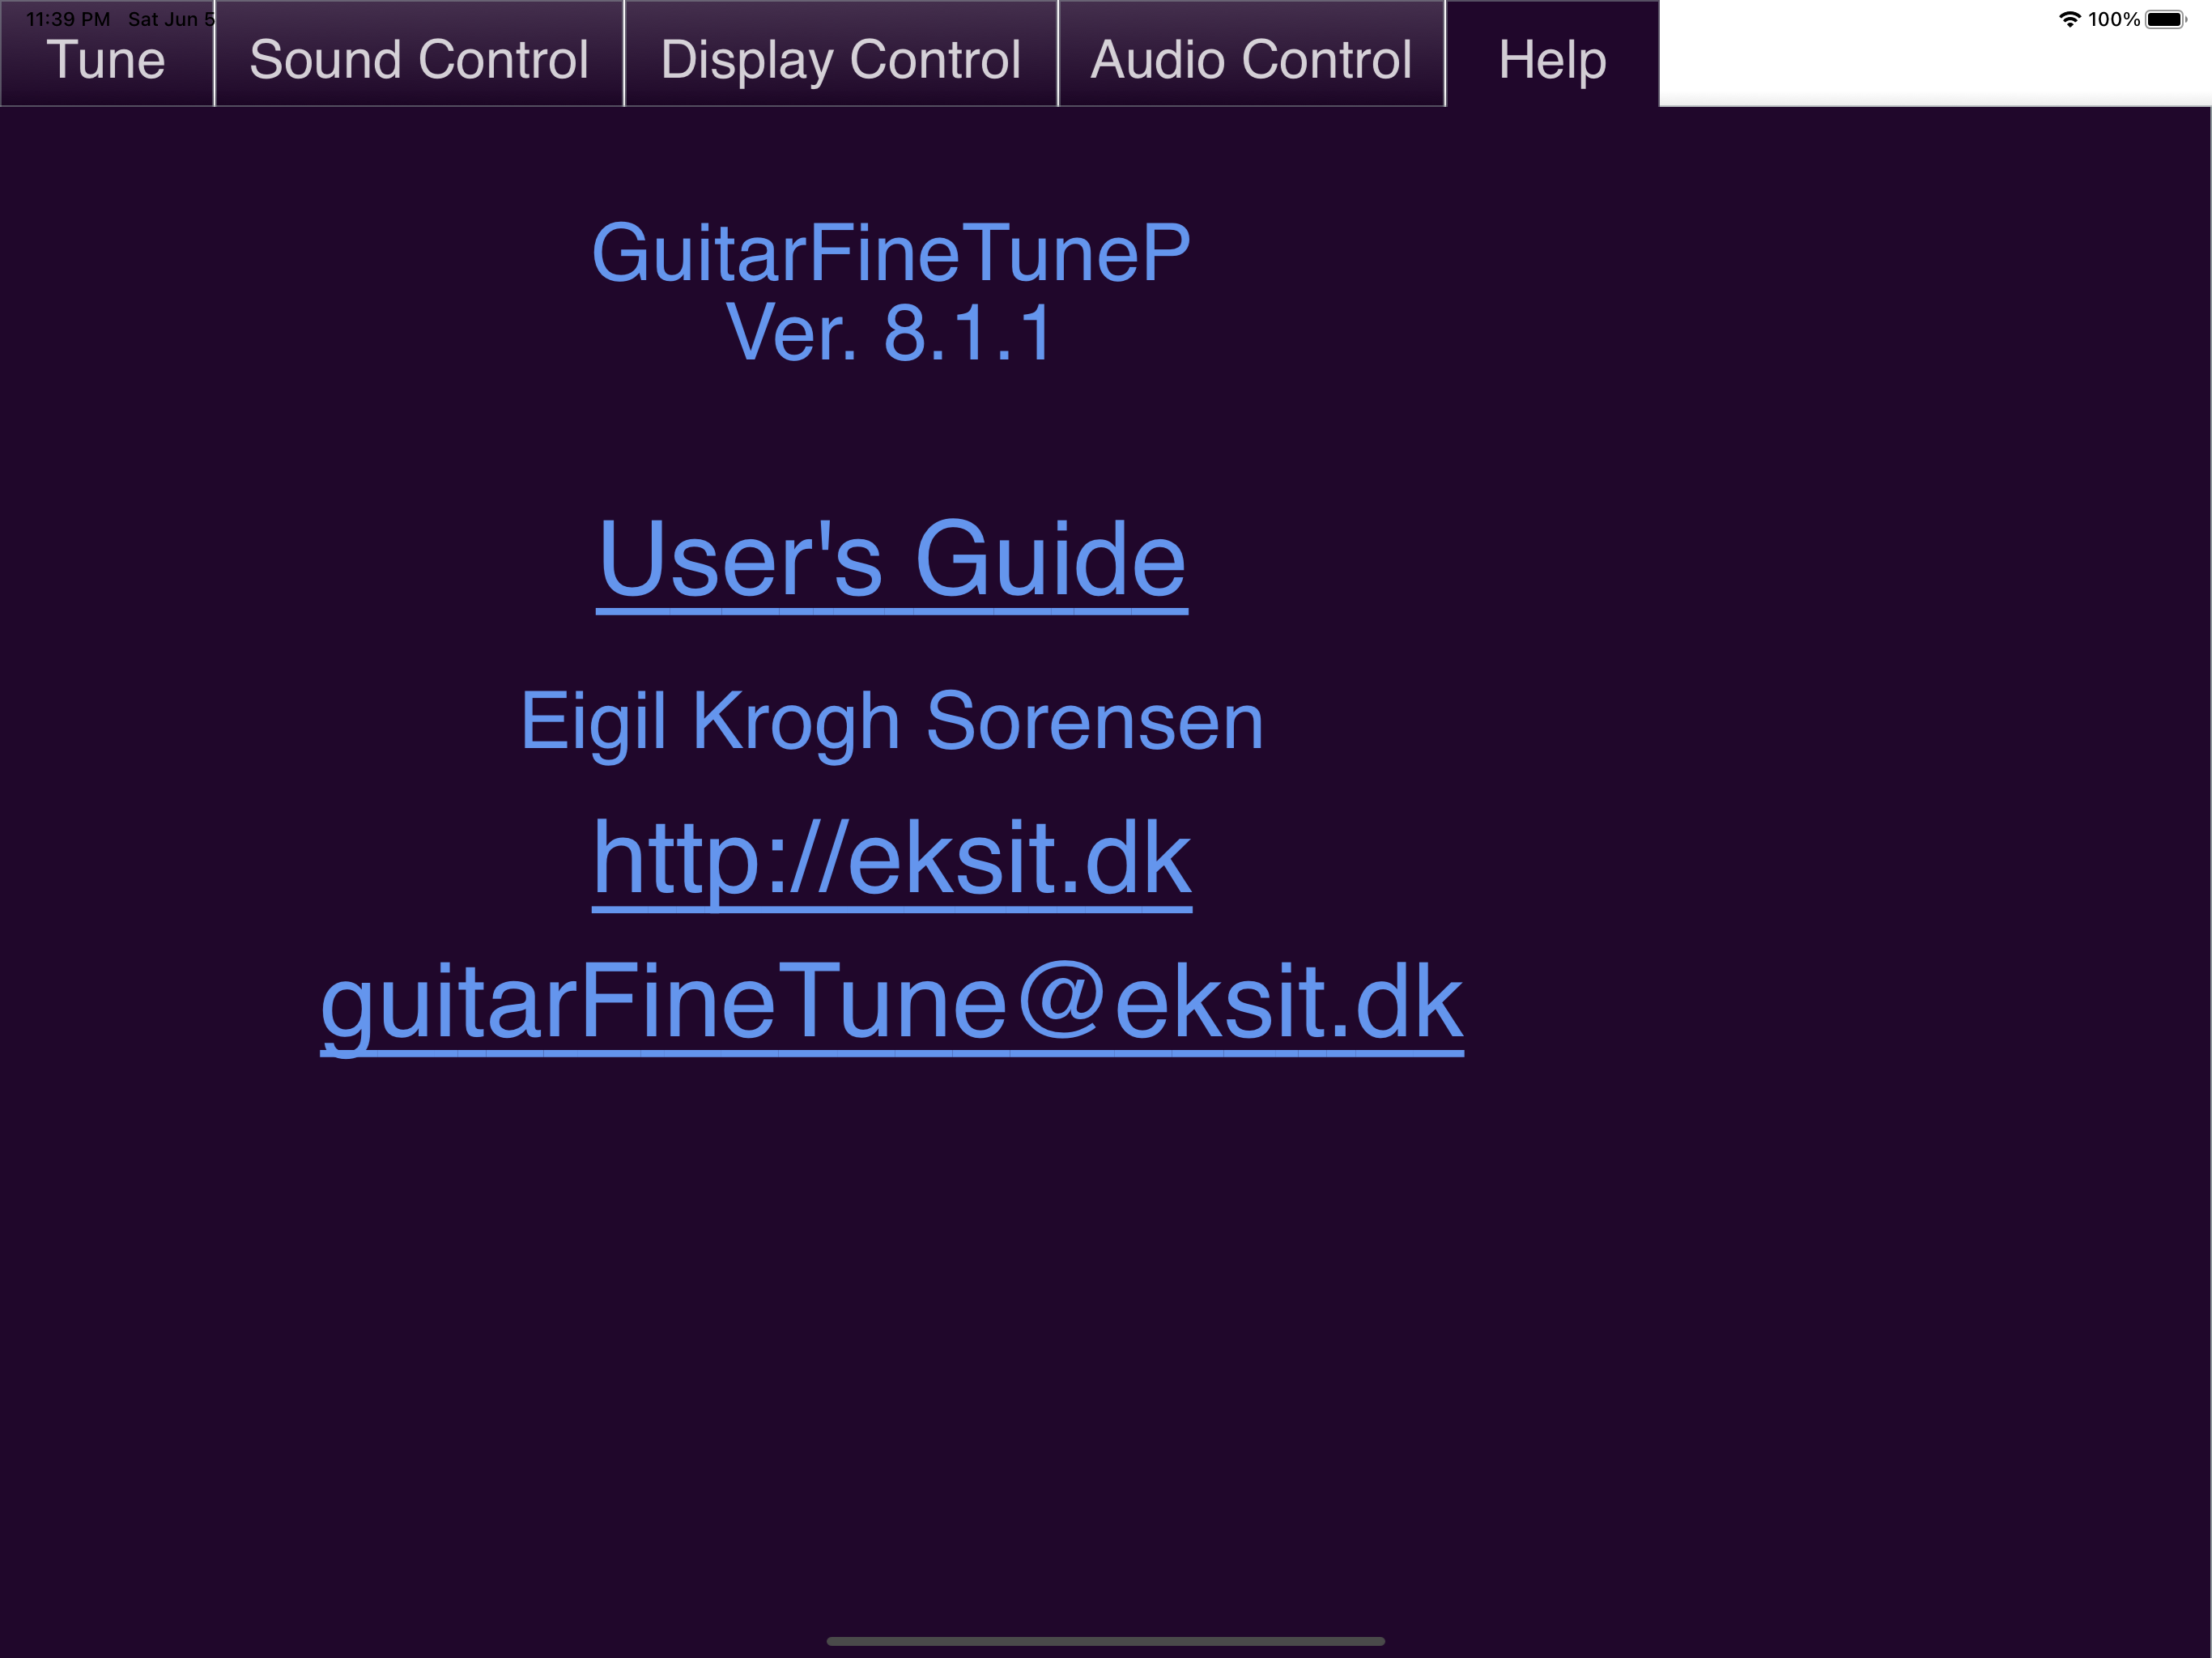 11:39 PM Sat Jun 5
100%
Tune Sound Control Display Control Audio Control Help
GuitarFineTuneP
Ver. 8.1.1
User's Guide
Eigil Krogh Sorensen
http://eksit.dk
guitarFineTune@eksit.dk